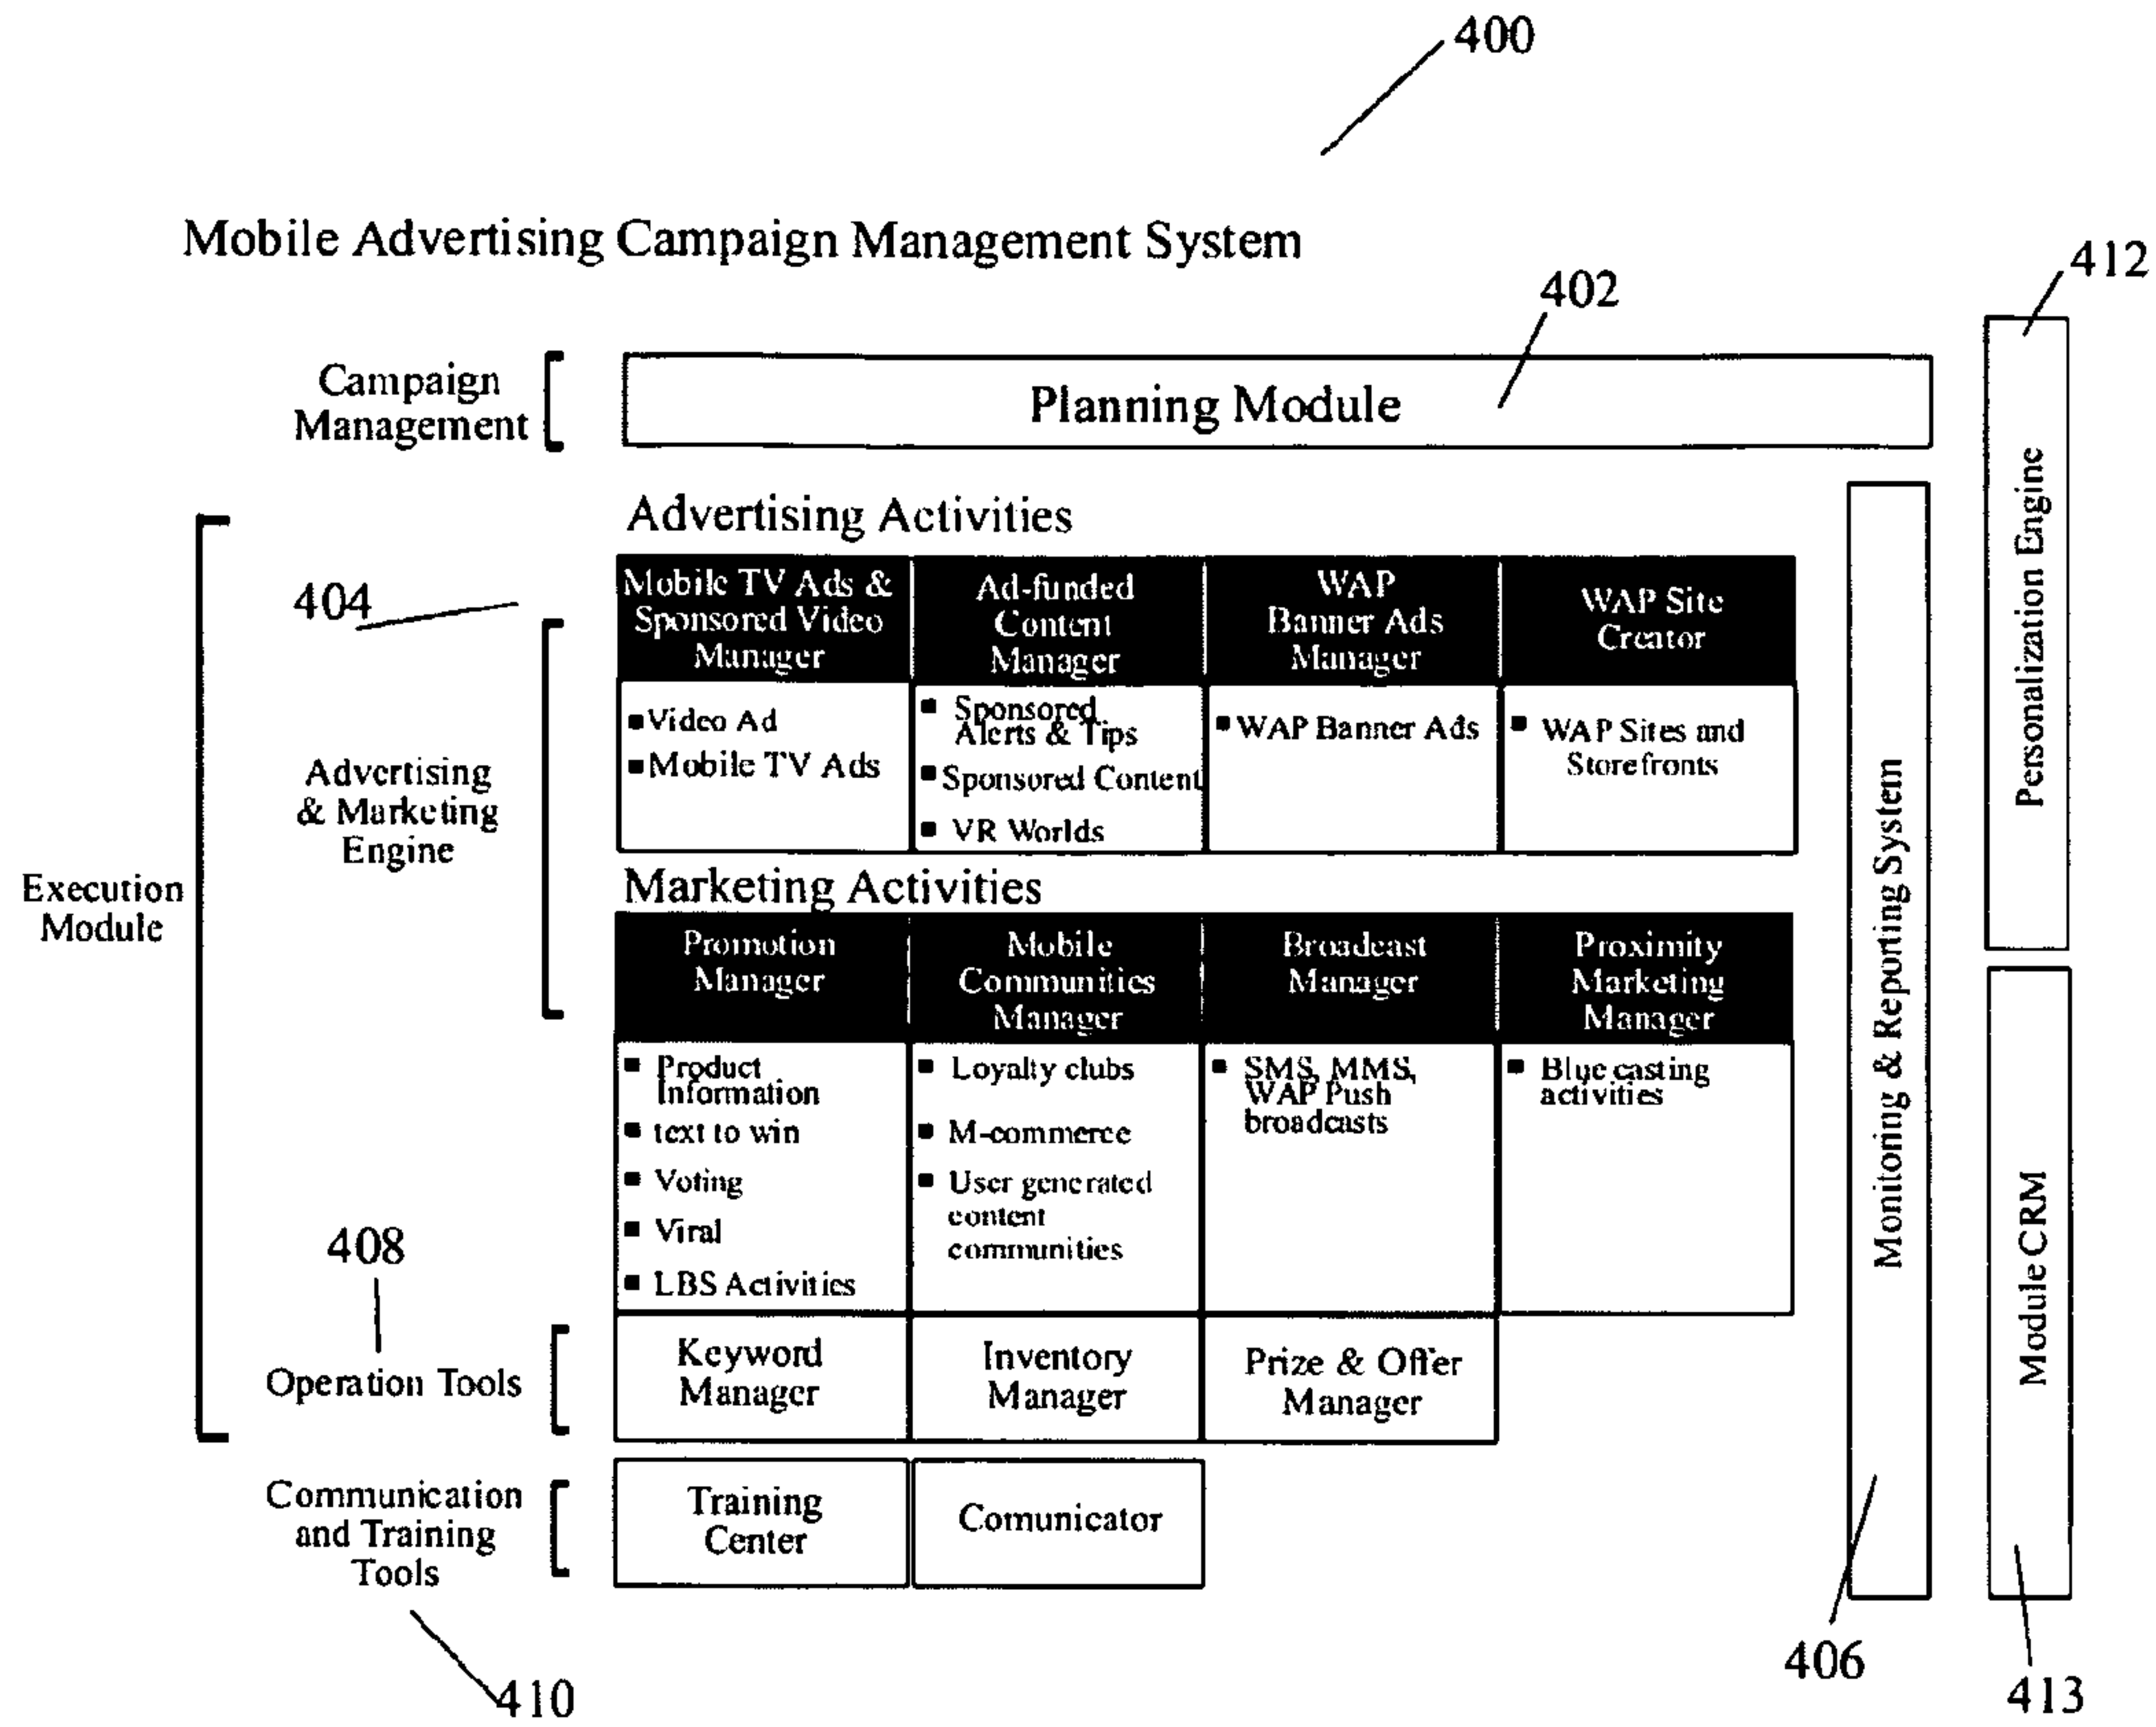 400
Mobile Advertising Campaign Management System
412
402
Campaign
Management
Planning Module
Personalization Engine
Execution
Module
404
Advertising
& Marketing
Engine
Advertising Activities
Mobile TV Ads &
Sponsored Video
Manager
Ad-funded
Content
Manager
WAP
Banner Ads
Manager
WAP Site
Creator
Video Ad
Mobile TV Ads
Sponsored
Alerts & Tips
Sponsored Content
VR Worlds
WAP Banner Ads
WAP Sites and
Storefronts
Marketing Activities
Promotion
Manager
Mobile
Communities
Manager
Broadcast
Manager
Proximity
Marketing
Manager
Product
Information
text to win
Voting
Viral
LBS Activities
Loyalty clubs
M-commerce
User generated
content
communities
SMS, MMS,
WAP Push
broadcasts
Blue casting
activities
Monitoring & Reporting System
Module CRM
408
Operation Tools
Keyword
Manager
Inventory
Manager
Prize & Offer
Manager
Communication
and Training
Tools
Training
Center
Comunicator
410
406
413